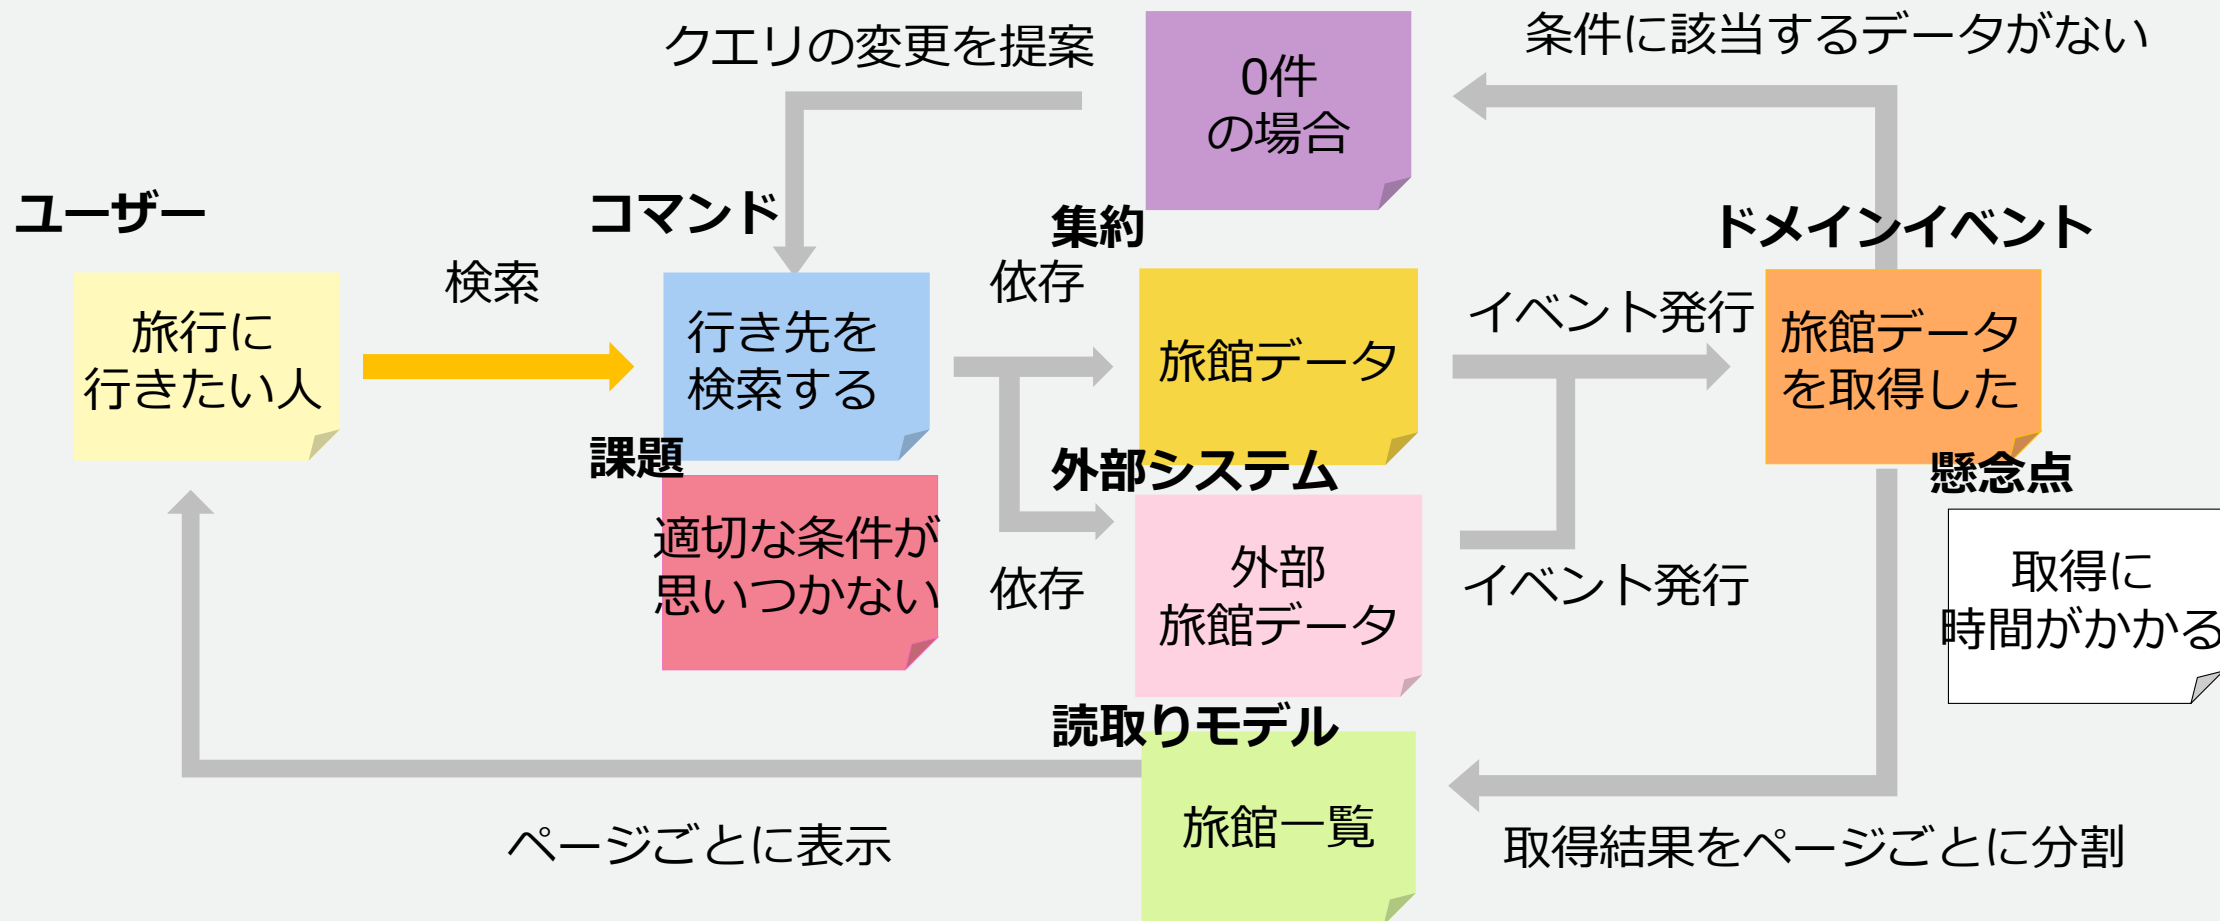 クエリの変更を提案
0件
の場合
条件に該当するデータがない
ユーザー
コマンド
集約
ドメインイベント
旅行に
行きたい人
検索
行き先を
検索する
依存
旅館データ
イベント発行
旅館データ
を取得した
課題
適切な条件が
思いつかない
依存
外部システム
外部
旅館データ
イベント発行
懸念点
取得に
時間がかかる
読取りモデル
旅館一覧
ページごとに表示
取得結果をページごとに分割